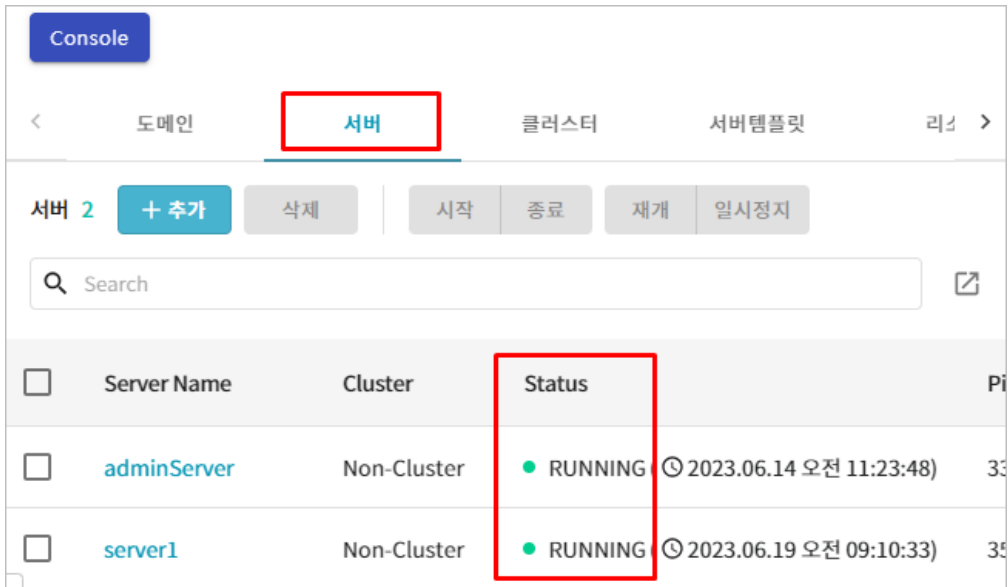 Console
도메인 서버 클러스터 서버템플릿 리소
서버 2 + 추가 삭제 시작 종료 재개 일시정지
Search
Server Name Cluster Status
adminServer Non-Cluster RUNNING ( 2023.06.14 오전 11:23:48)
server1 Non-Cluster RUNNING ( 2023.06.19 오전 09:10:33)